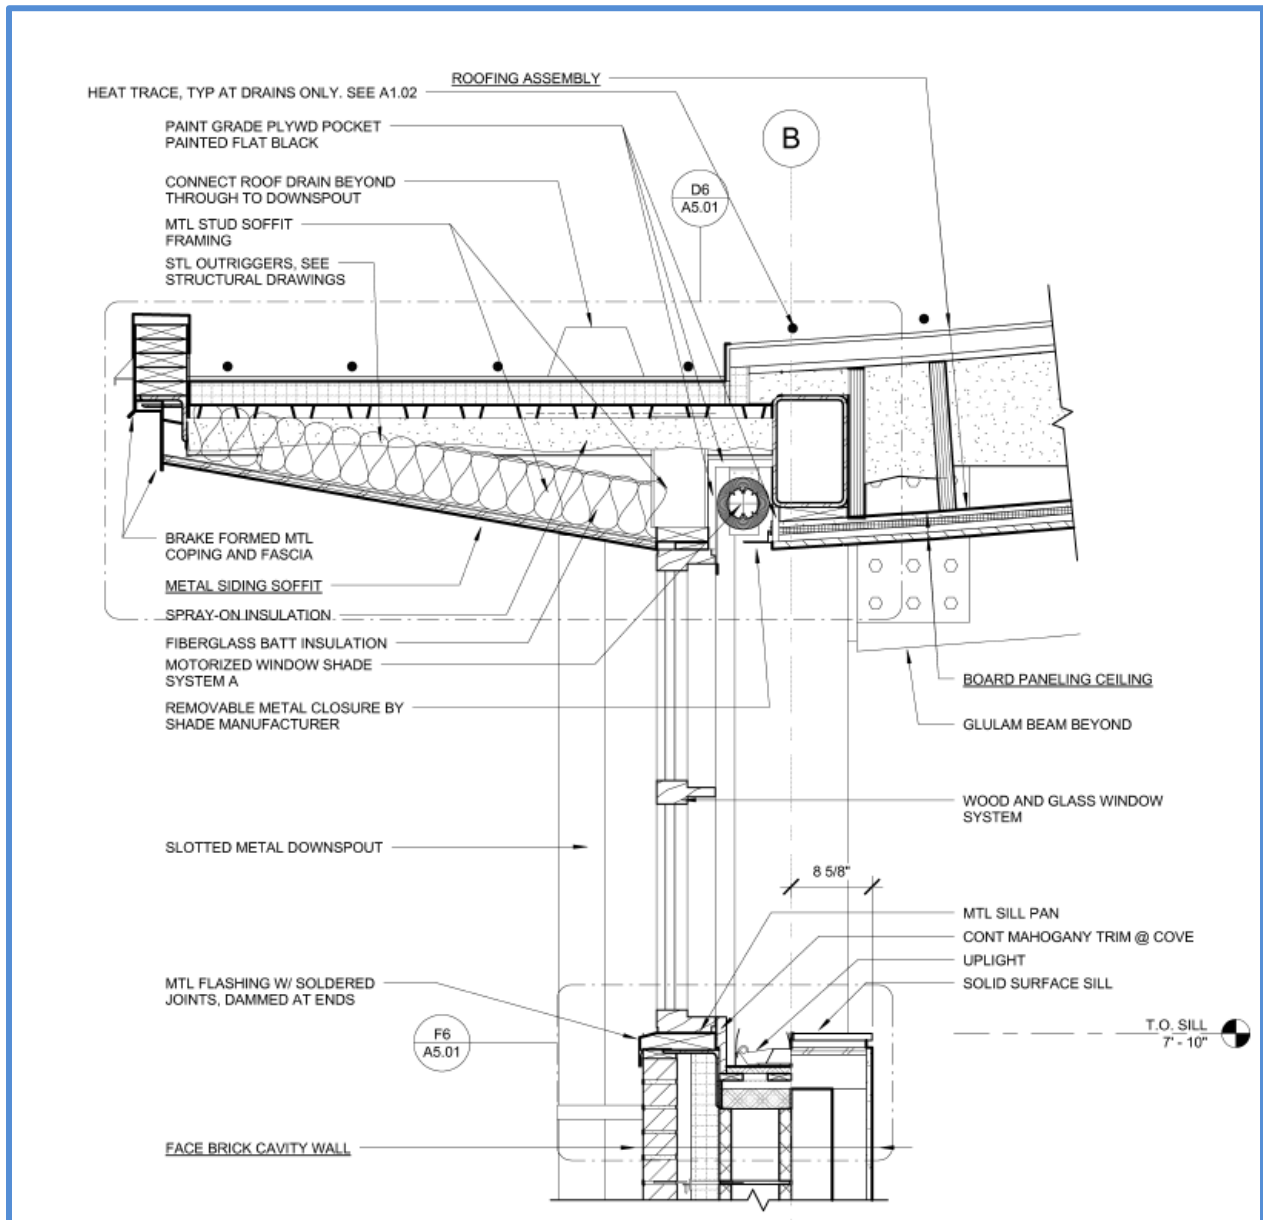 ROOFING ASSEMBLY
HEAT TRACE, TYP AT DRAINS ONLY. SEE A1.02
PAINT GRADE PLYWD POCKET
PAINTED FLAT BLACK
B
CONNECT ROOF DRAIN BEYOND
THROUGH TO DOWNSPOUT
D6
A5.01
MTL STUD SOFFIT
FRAMING
STL OUTRIGGERS, SEE
STRUCTURAL DRAWINGS
BRAKE FORMED MTL
COPING AND FASCIA
METAL SIDING SOFFIT
SPRAY-ON INSULATION
FIBERGLASS BATT INSULATION
MOTORIZED WINDOW SHADE
SYSTEM A
REMOVABLE METAL CLOSURE BY
SHADE MANUFACTURER
BOARD PANELING CEILING
GLULAM BEAM BEYOND
WOOD AND GLASS WINDOW
SYSTEM
SLOTTED METAL DOWNSPOUT
8 5/8"
MTL SILL PAN
CONT MAHOGANY TRIM @ COVE
UPLIGHT
SOLID SURFACE SILL
MTL FLASHING W/ SOLDERED
JOINTS, DAMMED AT ENDS
F6
A5.01
T.O. SILL
7' - 10"
FACE BRICK CAVITY WALL